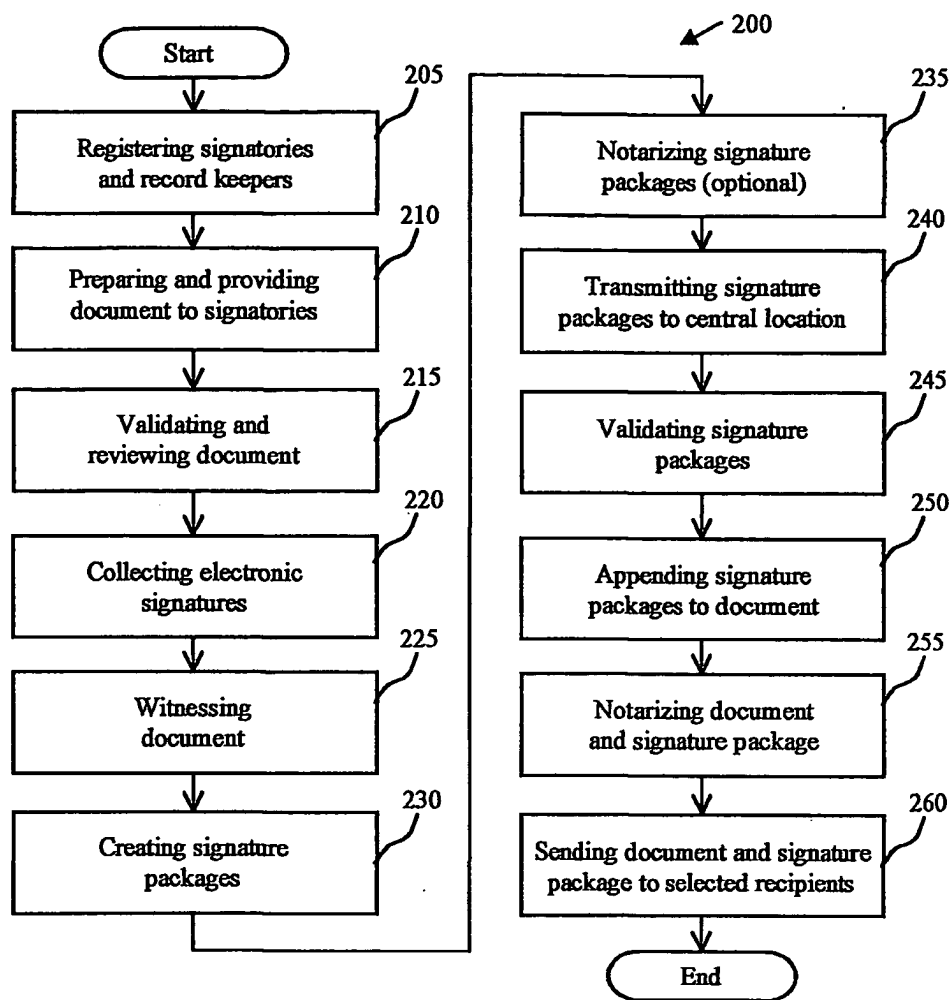 200
Start
205
Registering signatories
and record keepers
210
Preparing and providing
document to signatories
215
Validating and
reviewing document
220
Collecting electronic
signatures
225
Witnessing
document
230
Creating signature
packages
235
Notarizing signature
packages (optional)
240
Transmitting signature
packages to central location
245
Validating signature
packages
250
Appending signature
packages to document
255
Notarizing document
and signature package
260
Sending document and signature
package to selected recipients
End